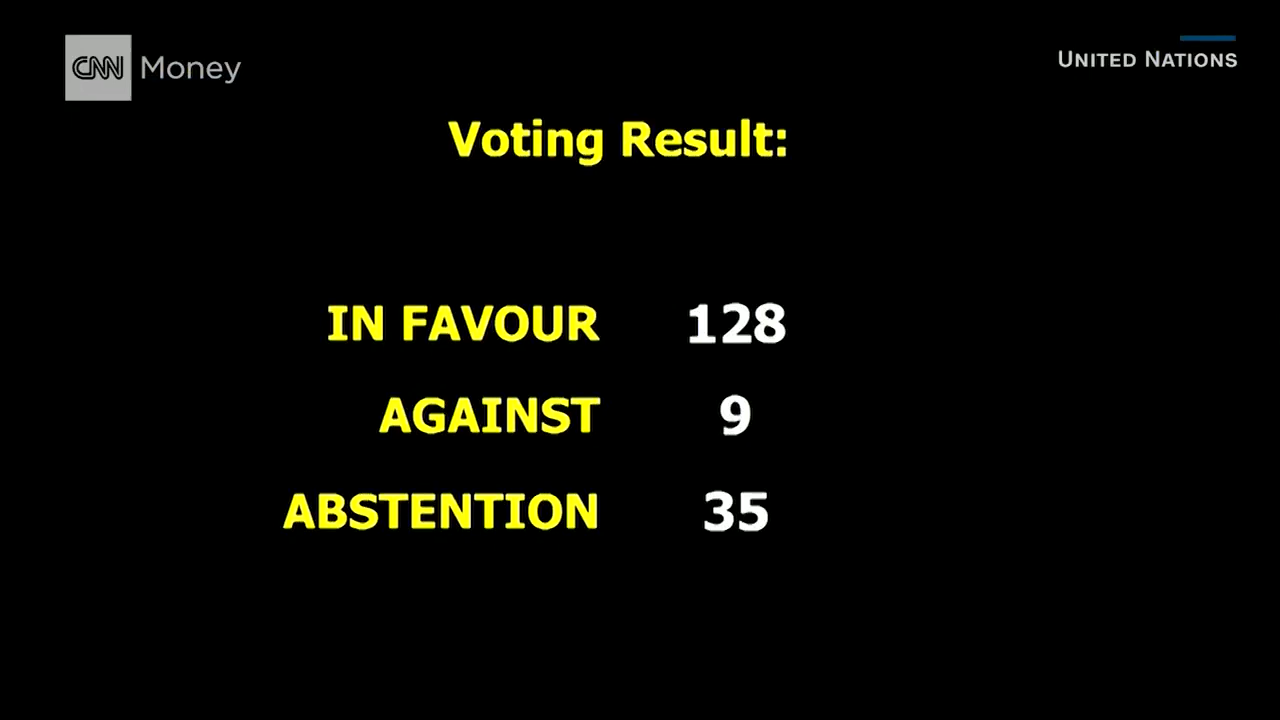 CNN Money
UNITED NATIONS
Voting Result:
IN FAVOUR 128
AGAINST 9
ABSTENTION 35